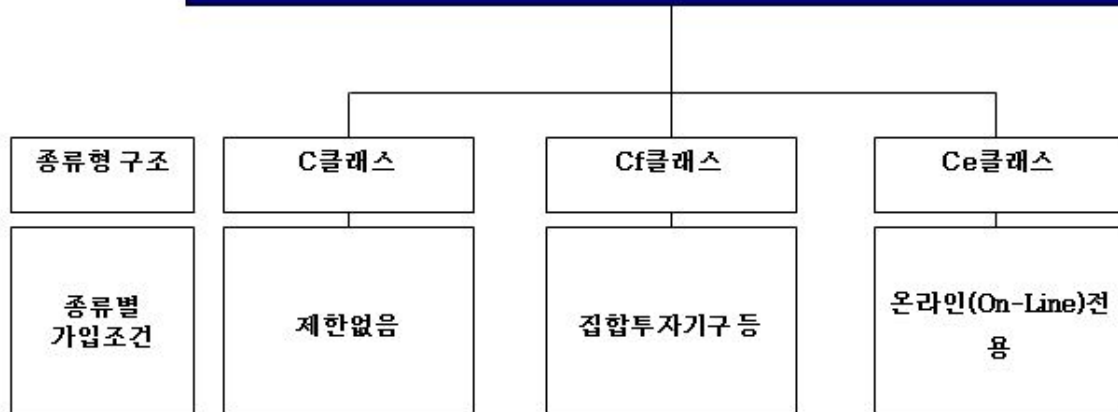 종류형 구조
C클래스
Cf클래스
Ce클래스
종류별
가입조건
제한없음
집합투자기구 등
온라인(On-Line)전
용